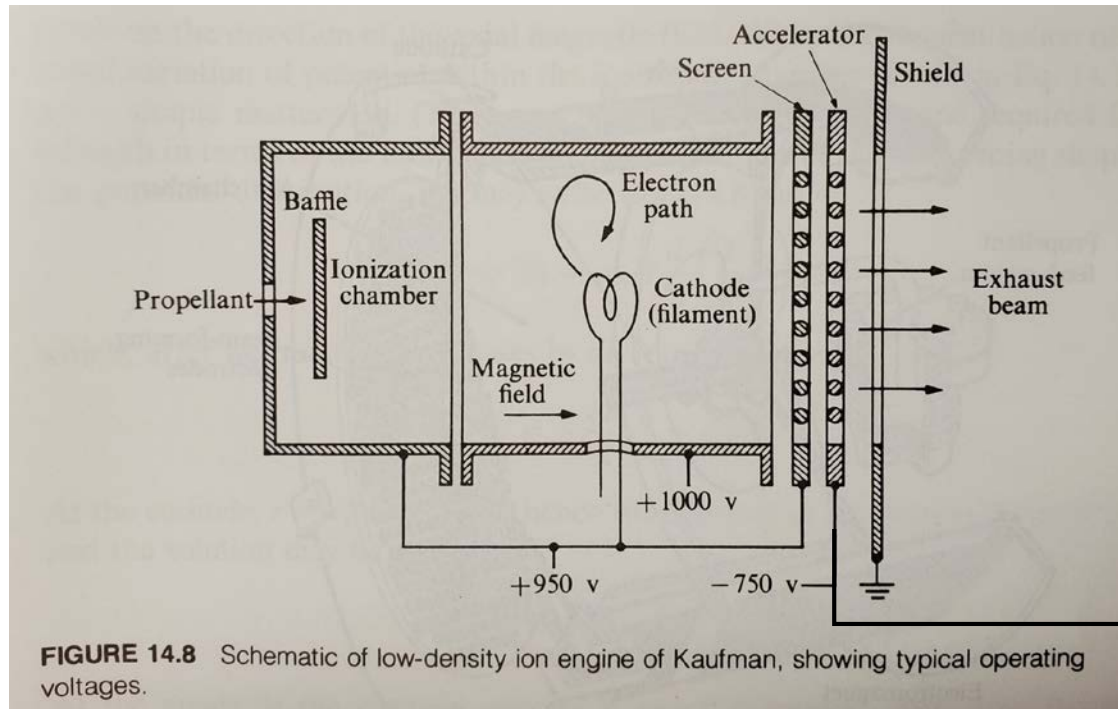 Accelerator
Screen
Shield
Baffle
Electron
path
Ionization
chamber
Propellant
Cathode
(filament)
Exhaust
beam
Magnetic
field
+1000 v
+950 v
−750 v
FIGURE 14.8 Schematic of low-density ion engine of Kaufman, showing typical operating
voltages.